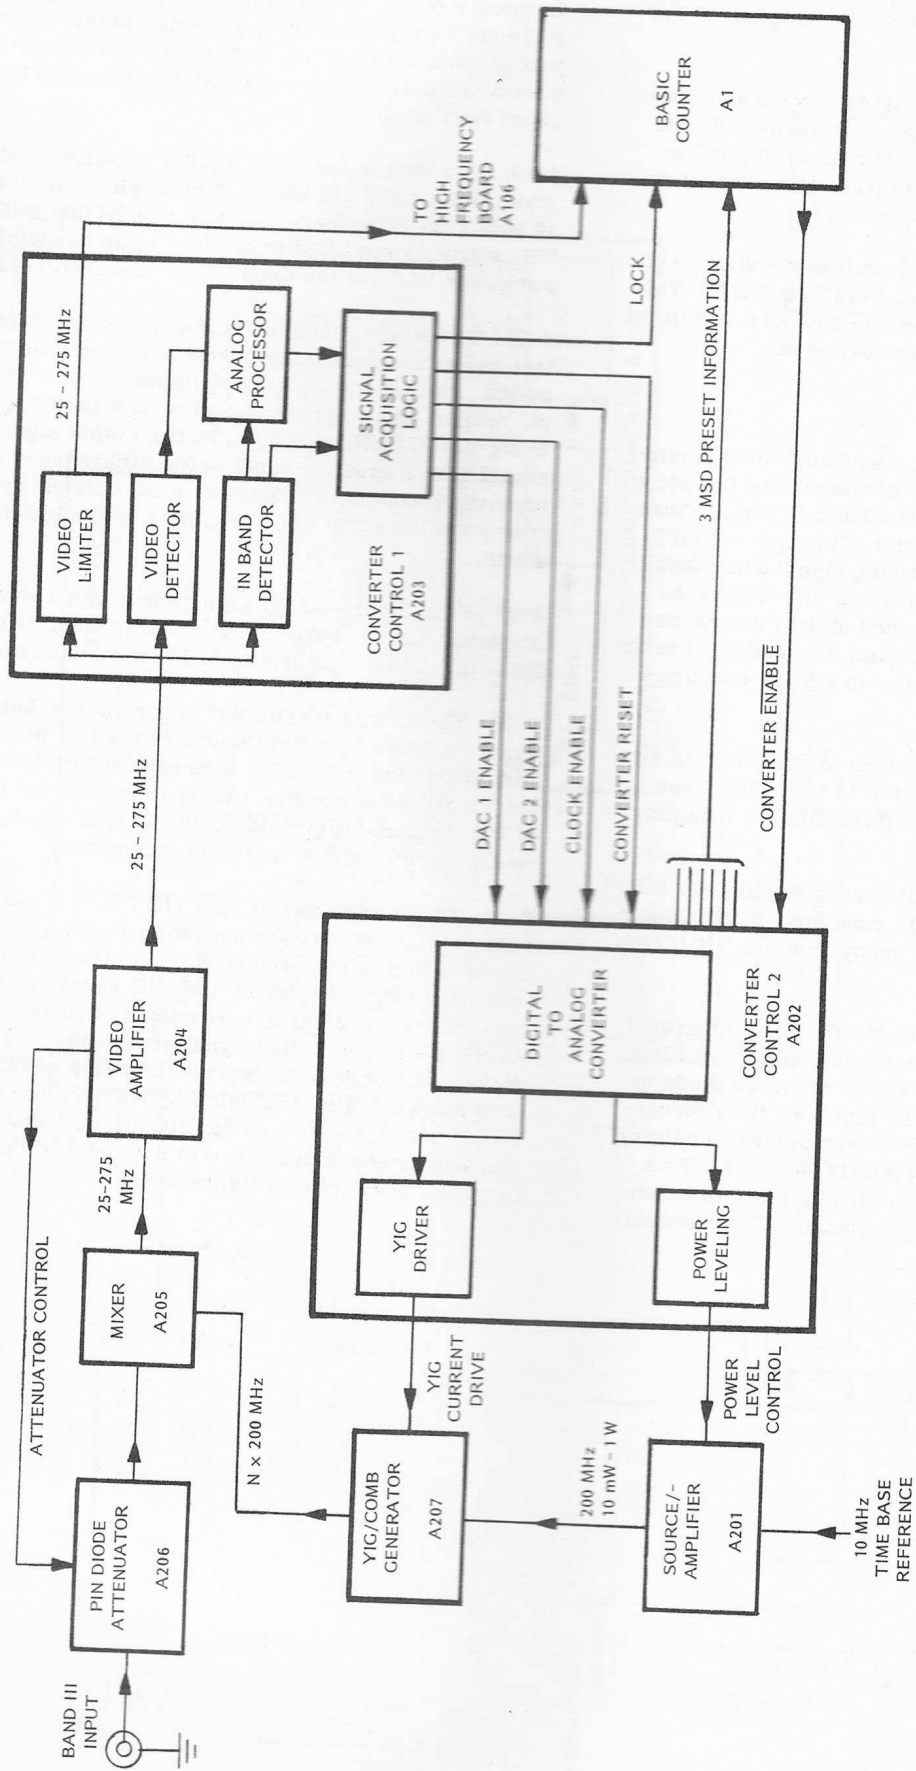 BAND III
INPUT
PIN DIODE
ATTENUATOR
A206
ATTENUATOR CONTROL
MIXER
A205
25-275
MHz
VIDEO
AMPLIFIER
A204
25 - 275 MHz
VIDEO
LIMITER
VIDEO
DETECTOR
IN BAND
DETECTOR
ANALOG
PROCESSOR
SIGNAL
ACQUISITION
LOGIC
CONVERTER
CONTROL 1
A203
25 - 275 MHz
TO
HIGH
FREQUENCY
BOARD
A106
BASIC
COUNTER
A1
LOCK
3 MSD PRESET INFORMATION
CONVERTER ENABLE
DAC 1 ENABLE
DAC 2 ENABLE
CLOCK ENABLE
CONVERTER RESET
DIGITAL
TO
ANALOG
CONVERTER
CONVERTER
CONTROL 2
A202
YIG
DRIVER
POWER
LEVELING
N x 200 MHz
YIG
CURRENT
DRIVE
YIG/COMB
GENERATOR
A207
200 MHz
10 mW - 1 W
POWER
LEVEL
CONTROL
SOURCE/-
AMPLIFIER
A201
10 MHz
TIME BASE
REFERENCE